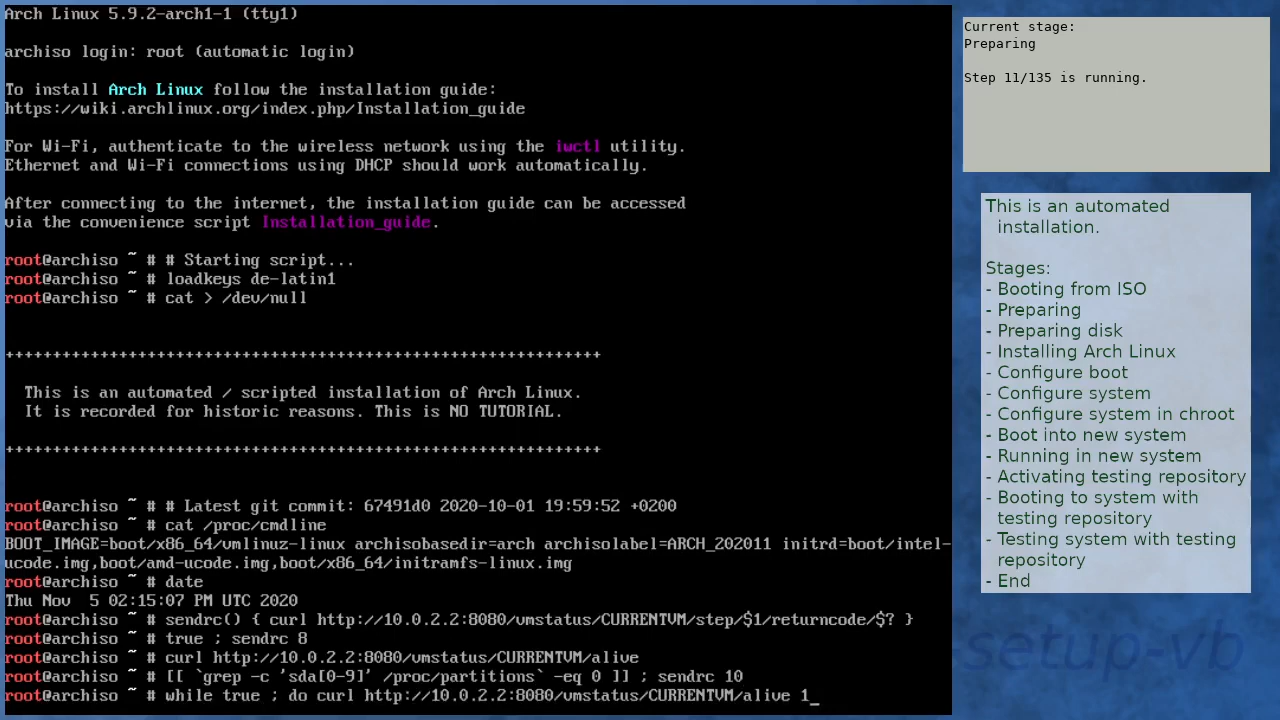 Arch Linux 5.9.2-arch1-1 (tty1)
archiso login: root (automatic login)
To install Arch Linux follow the installation guide:
https://wiki.archlinux.org/index.php/Installation_guide
For Wi-Fi, authenticate to the wireless network using the iwctl utility.
Ethernet and Wi-Fi connections using DHCP should work automatically.
After connecting to the internet, the installation guide can be accessed
via the convenience script Installation_guide.
root@archiso ~ # # Starting script...
root@archiso ~ # loadkeys de-latin1
root@archiso ~ # cat > /dev/null
+++++++++++++++++++++++++++++++++++++++++++++++++++++++++++++++
This is an automated / scripted installation of Arch Linux.
It is recorded for historic reasons. This is NO TUTORIAL.
+++++++++++++++++++++++++++++++++++++++++++++++++++++++++++++++
root@archiso ~ # # Latest git commit: 67491d0 2020-10-01 19:59:52 +0200
root@archiso ~ # cat /proc/cmdline
BOOT_IMAGE=boot/x86_64/vmlinuz-linux archisobasedir=arch archisolabel=ARCH_202011 initrd=boot/intel-
ucode.img,boot/amd-ucode.img,boot/x86_64/initramfs-linux.img
root@archiso ~ # date
Thu Nov  5 02:15:07 PM UTC 2020
root@archiso ~ # sendrc() { curl http://10.0.2.2:8080/vmstatus/CURRENTVM/step/$1/returncode/$? }
root@archiso ~ # true ; sendrc 8
root@archiso ~ # curl http://10.0.2.2:8080/vmstatus/CURRENTVM/alive
root@archiso ~ # [[ `grep -c 'sda[0-9]' /proc/partitions` -eq 0 ]] ; sendrc 10
root@archiso ~ # while true ; do curl http://10.0.2.2:8080/vmstatus/CURRENTVM/alive 1_
Current stage:
Preparing
Step 11/135 is running.
This is an automated
installation.
Stages:
- Booting from ISO
- Preparing
- Preparing disk
- Installing Arch Linux
- Configure boot
- Configure system
- Configure system in chroot
- Boot into new system
- Running in new system
- Activating testing repository
- Booting to system with
testing repository
- Testing system with testing
repository
- End
-setup-vb